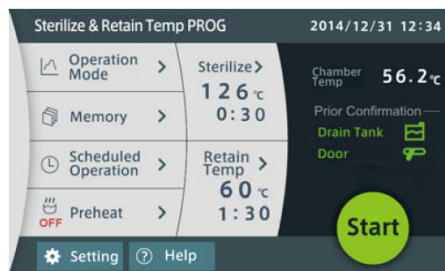 Sterilize & Retain Temp PROG
2014/12/31 12:34
Operation
Mode >
Memory >
Scheduled
Operation >
OFF Preheat >
Sterilize>
126℃
0:30
Retain
Temp >
60℃
1:30
Chamber
Temp 56.2℃
Prior Confirmation
Drain Tank
Door
Start
Setting ? Help